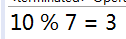 10 % 7 = 3